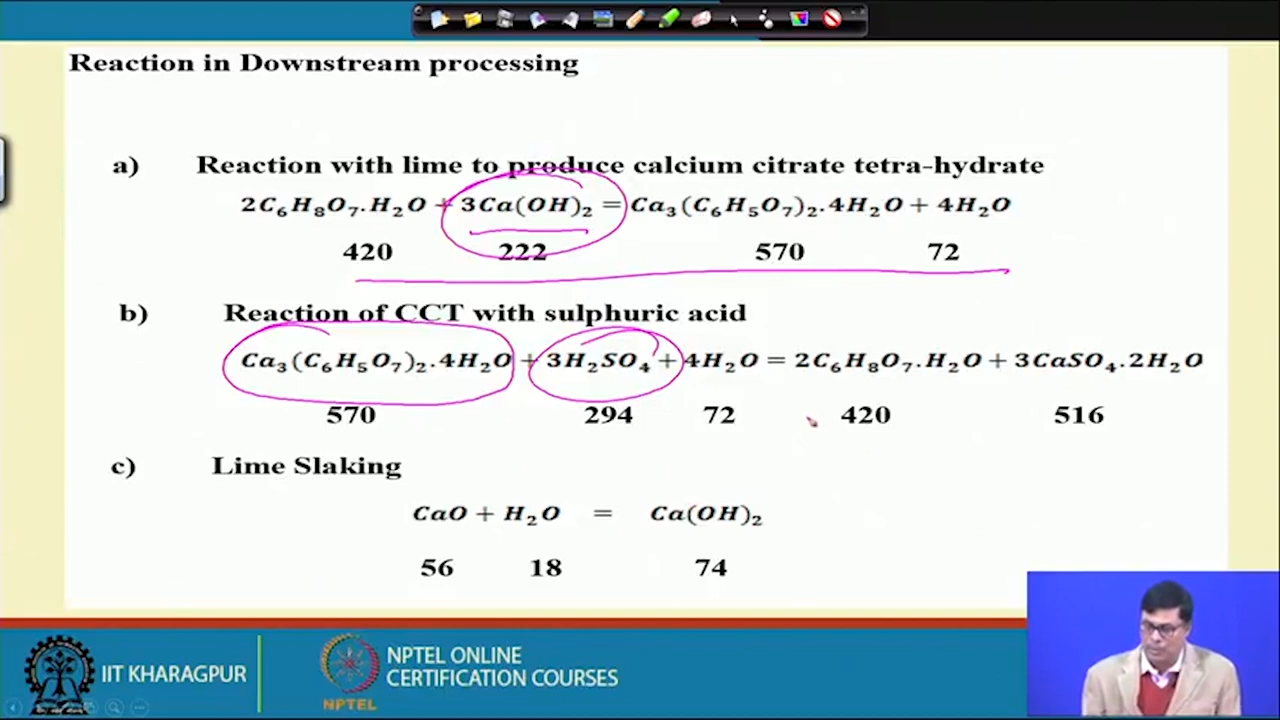 Reaction in Downstream processing
a) Reaction with lime to produce calcium citrate tetra-hydrate
2C₆H₈O₇.H₂O + 3Ca(OH)₂ = Ca₃(C₆H₅O₇)₂.4H₂O + 4H₂O
420 222 570 72
b) Reaction of CCT with sulphuric acid
Ca₃(C₆H₅O₇)₂.4H₂O + 3H₂SO₄ + 4H₂O = 2C₆H₈O₇.H₂O + 3CaSO₄.2H₂O
570 294 72 420 516
c) Lime Slaking
CaO + H₂O = Ca(OH)₂
56 18 74
IIT KHARAGPUR
NPTEL
NPTEL ONLINE
CERTIFICATION COURSES